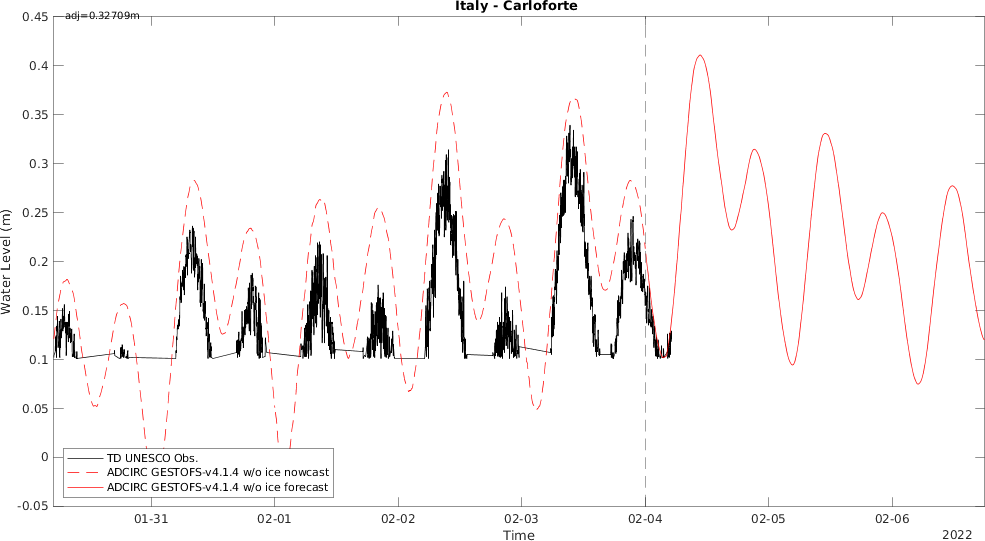 Italy - Carloforte
adj=0.32709m
0.45
0.4
0.35
0.3
0.25
0.2
0.15
0.1
0.05
0
-0.05
Water Level (m)
TD UNESCO Obs.
ADCIRC GESTOFS-v4.1.4 w/o ice nowcast
ADCIRC GESTOFS-v4.1.4 w/o ice forecast
01-31 02-01 02-02 02-03 02-04 02-05 02-06
Time
2022